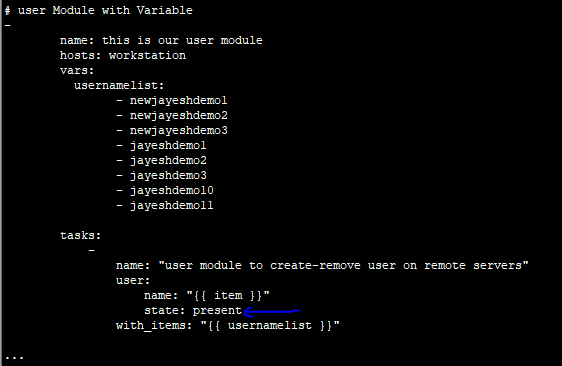 # user Module with Variable
-
name: this is our user module
hosts: workstation
vars:
usernamelist:
- newjayeshdemo1
- newjayeshdemo2
- newjayeshdemo3
- jayeshdemo1
- jayeshdemo2
- jayeshdemo3
- jayeshdemo10
- jayeshdemo11
tasks:
-
name: "user module to create-remove user on remote servers"
user:
name: "{{ item }}"
state: present
with_items: "{{ usernamelist }}"
...